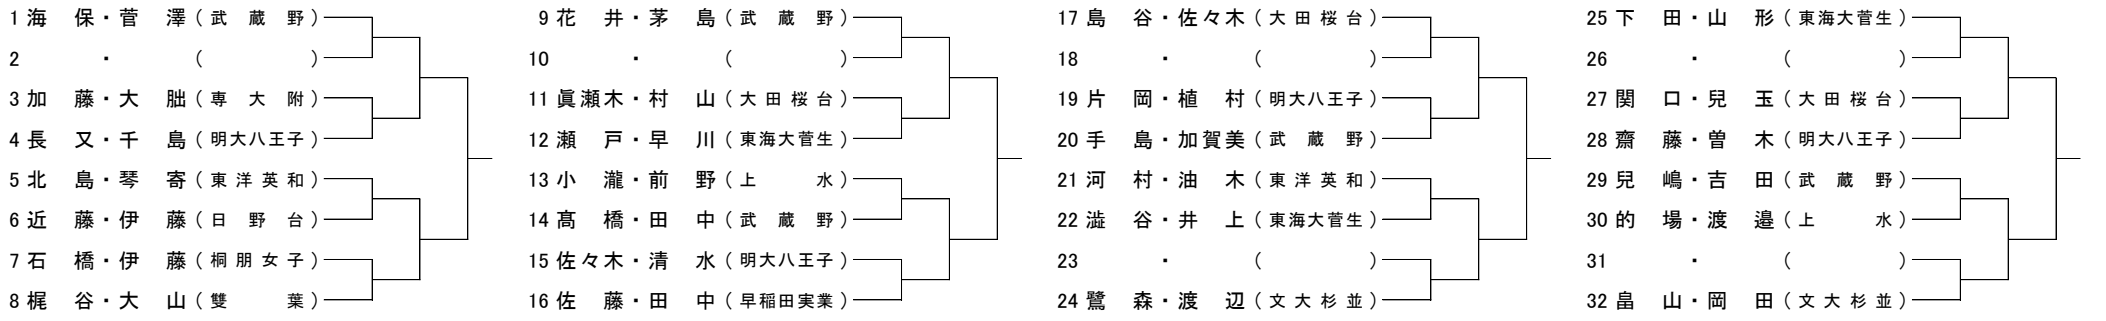 1 海保・菅澤 (武蔵野)
2 ・ ( )
3 加藤・大朏 (専大附)
4 長又・千島 (明大八王子)
5 北島・琴寄 (東洋英和)
6 近藤・伊藤 (日野台)
7 石橋・伊藤 (桐朋女子)
8 梶谷・大山 (雙葉)
9 花井・茅島 (武蔵野)
10 ・ ( )
11 眞瀬木・村山 (大田桜台)
12 瀬戸・早川 (東海大菅生)
13 小瀧・前野 (上水)
14 髙橋・田中 (武蔵野)
15 佐々木・清水 (明大八王子)
16 佐藤・田中 (早稲田実業)
17 島谷・佐々木 (大田桜台)
18 ・ ( )
19 片岡・植村 (明大八王子)
20 手島・加賀美 (武蔵野)
21 河村・油木 (東洋英和)
22 澁谷・井上 (東海大菅生)
23 ・ ( )
24 鷺森・渡辺 (文大杉並)
25 下田・山形 (東海大菅生)
26 ・ ( )
27 関口・兒玉 (大田桜台)
28 齋藤・曽木 (明大八王子)
29 兒嶋・吉田 (武蔵野)
30 的場・渡邉 (上水)
31 ・ ( )
32 畠山・岡田 (文大杉並)